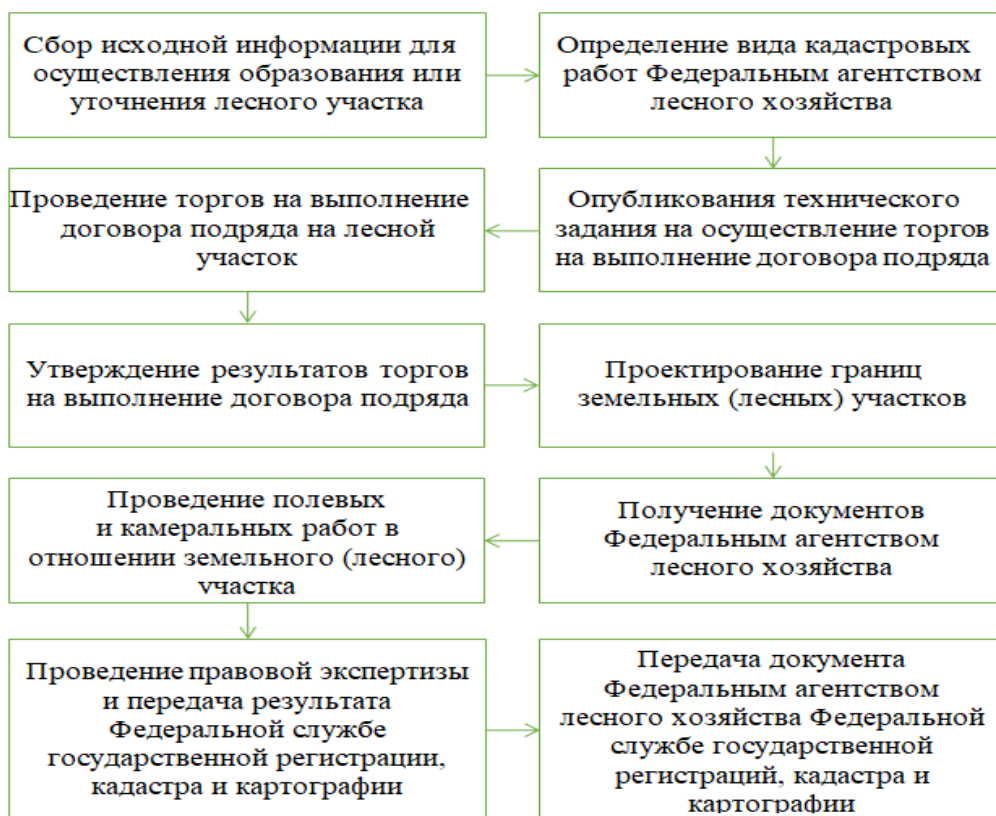 Сбор исходной информации для
осуществления образования или
уточнения лесного участка
Определение вида кадастровых
работ Федеральным агентством
лесного хозяйства
Опубликования технического
задания на осуществление торгов
на выполнение договора подряда
Проведение торгов на выполнение
договора подряда на лесной
участок
Утверждение результатов торгов
на выполнение договора подряда
Проектирование границ
земельных (лесных) участков
Получение документов
Федеральным агентством
лесного хозяйства
Проведение полевых
и камеральных работ в
отношении земельного (лесного)
участка
Проведение правовой экспертизы
и передача результата
Федеральной службе
государственной регистрации,
кадастра и картографии
Передача документа
Федеральным агентством
лесного хозяйства Федеральной
службе государственной
регистраций, кадастра и
картографии